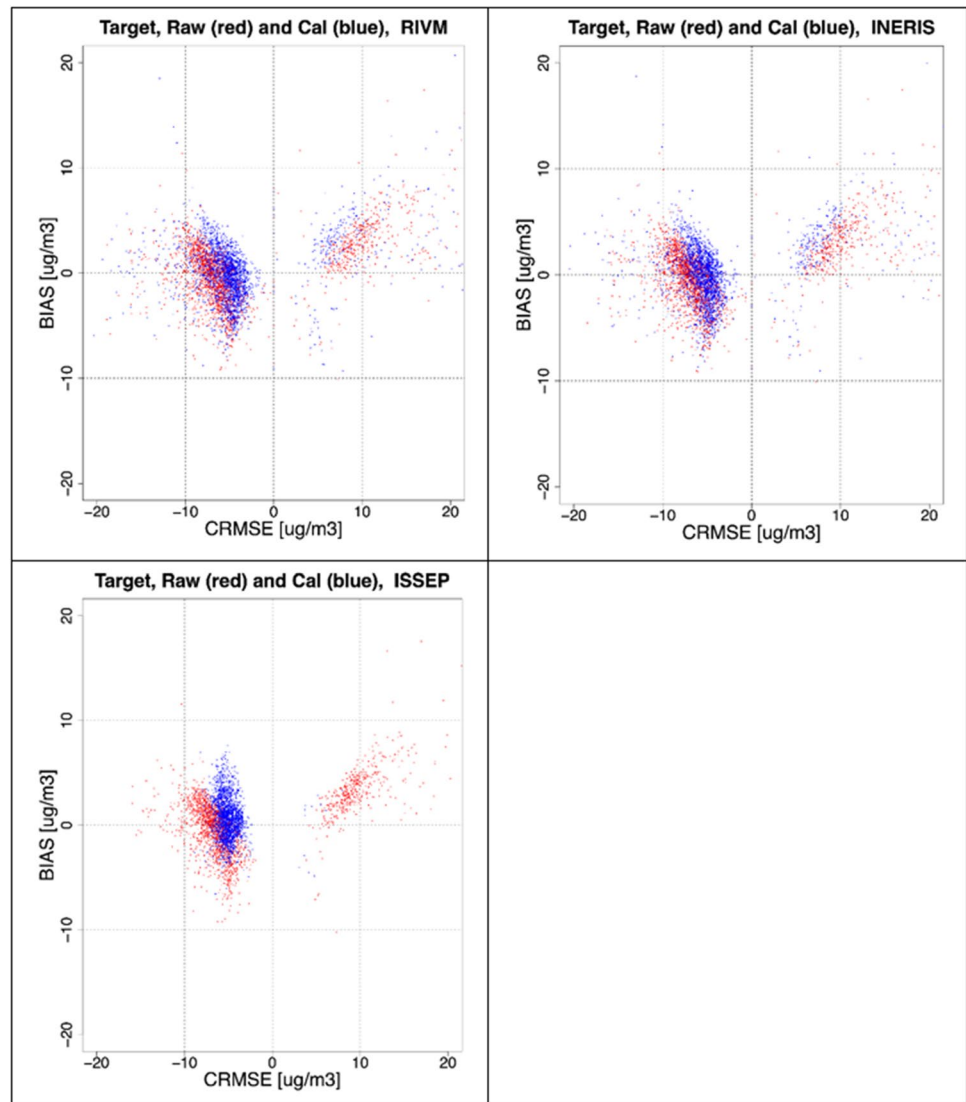 Target, Raw (red) and Cal (blue), RIVM
20
10
0
-10
-20
BIAS [ug/m3]
-20 -10 0 10 20
CRMSE [ug/m3]
Target, Raw (red) and Cal (blue), INERIS
20
10
0
-10
-20
BIAS [ug/m3]
-20 -10 0 10 20
CRMSE [ug/m3]
Target, Raw (red) and Cal (blue), ISSEP
20
10
0
-10
-20
BIAS [ug/m3]
-20 -10 0 10 20
CRMSE [ug/m3]